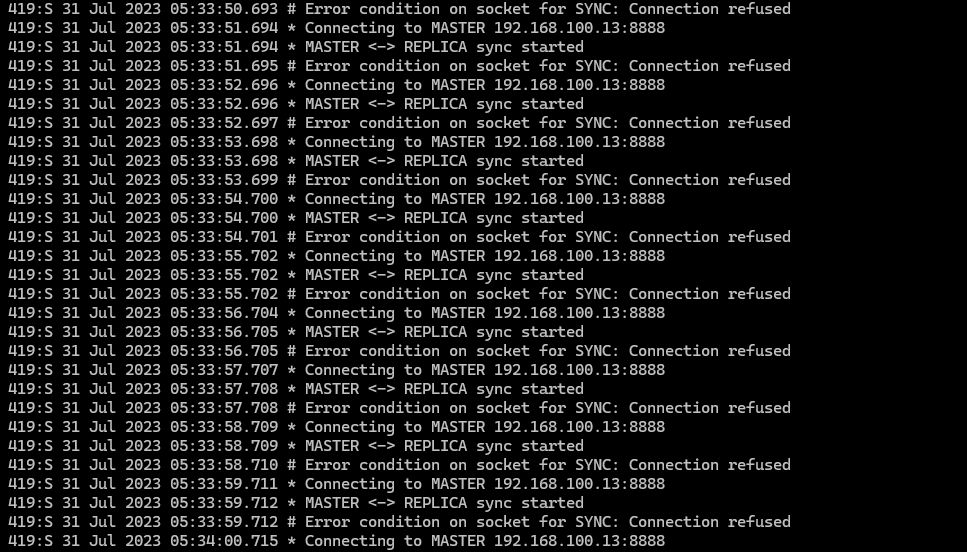 419:S 31 Jul 2023 05:33:50.693 # Error condition on socket for SYNC: Connection refused
419:S 31 Jul 2023 05:33:51.694 * Connecting to MASTER 192.168.100.13:8888
419:S 31 Jul 2023 05:33:51.694 * MASTER <-> REPLICA sync started
419:S 31 Jul 2023 05:33:51.695 # Error condition on socket for SYNC: Connection refused
419:S 31 Jul 2023 05:33:52.696 * Connecting to MASTER 192.168.100.13:8888
419:S 31 Jul 2023 05:33:52.696 * MASTER <-> REPLICA sync started
419:S 31 Jul 2023 05:33:52.697 # Error condition on socket for SYNC: Connection refused
419:S 31 Jul 2023 05:33:53.698 * Connecting to MASTER 192.168.100.13:8888
419:S 31 Jul 2023 05:33:53.698 * MASTER <-> REPLICA sync started
419:S 31 Jul 2023 05:33:53.699 # Error condition on socket for SYNC: Connection refused
419:S 31 Jul 2023 05:33:54.700 * Connecting to MASTER 192.168.100.13:8888
419:S 31 Jul 2023 05:33:54.700 * MASTER <-> REPLICA sync started
419:S 31 Jul 2023 05:33:54.701 # Error condition on socket for SYNC: Connection refused
419:S 31 Jul 2023 05:33:55.702 * Connecting to MASTER 192.168.100.13:8888
419:S 31 Jul 2023 05:33:55.702 * MASTER <-> REPLICA sync started
419:S 31 Jul 2023 05:33:55.702 # Error condition on socket for SYNC: Connection refused
419:S 31 Jul 2023 05:33:56.704 * Connecting to MASTER 192.168.100.13:8888
419:S 31 Jul 2023 05:33:56.705 * MASTER <-> REPLICA sync started
419:S 31 Jul 2023 05:33:56.705 # Error condition on socket for SYNC: Connection refused
419:S 31 Jul 2023 05:33:57.707 * Connecting to MASTER 192.168.100.13:8888
419:S 31 Jul 2023 05:33:57.708 * MASTER <-> REPLICA sync started
419:S 31 Jul 2023 05:33:57.708 # Error condition on socket for SYNC: Connection refused
419:S 31 Jul 2023 05:33:58.709 * Connecting to MASTER 192.168.100.13:8888
419:S 31 Jul 2023 05:33:58.709 * MASTER <-> REPLICA sync started
419:S 31 Jul 2023 05:33:58.710 # Error condition on socket for SYNC: Connection refused
419:S 31 Jul 2023 05:33:59.711 * Connecting to MASTER 192.168.100.13:8888
419:S 31 Jul 2023 05:33:59.712 * MASTER <-> REPLICA sync started
419:S 31 Jul 2023 05:33:59.712 # Error condition on socket for SYNC: Connection refused
419:S 31 Jul 2023 05:34:00.715 * Connecting to MASTER 192.168.100.13:8888